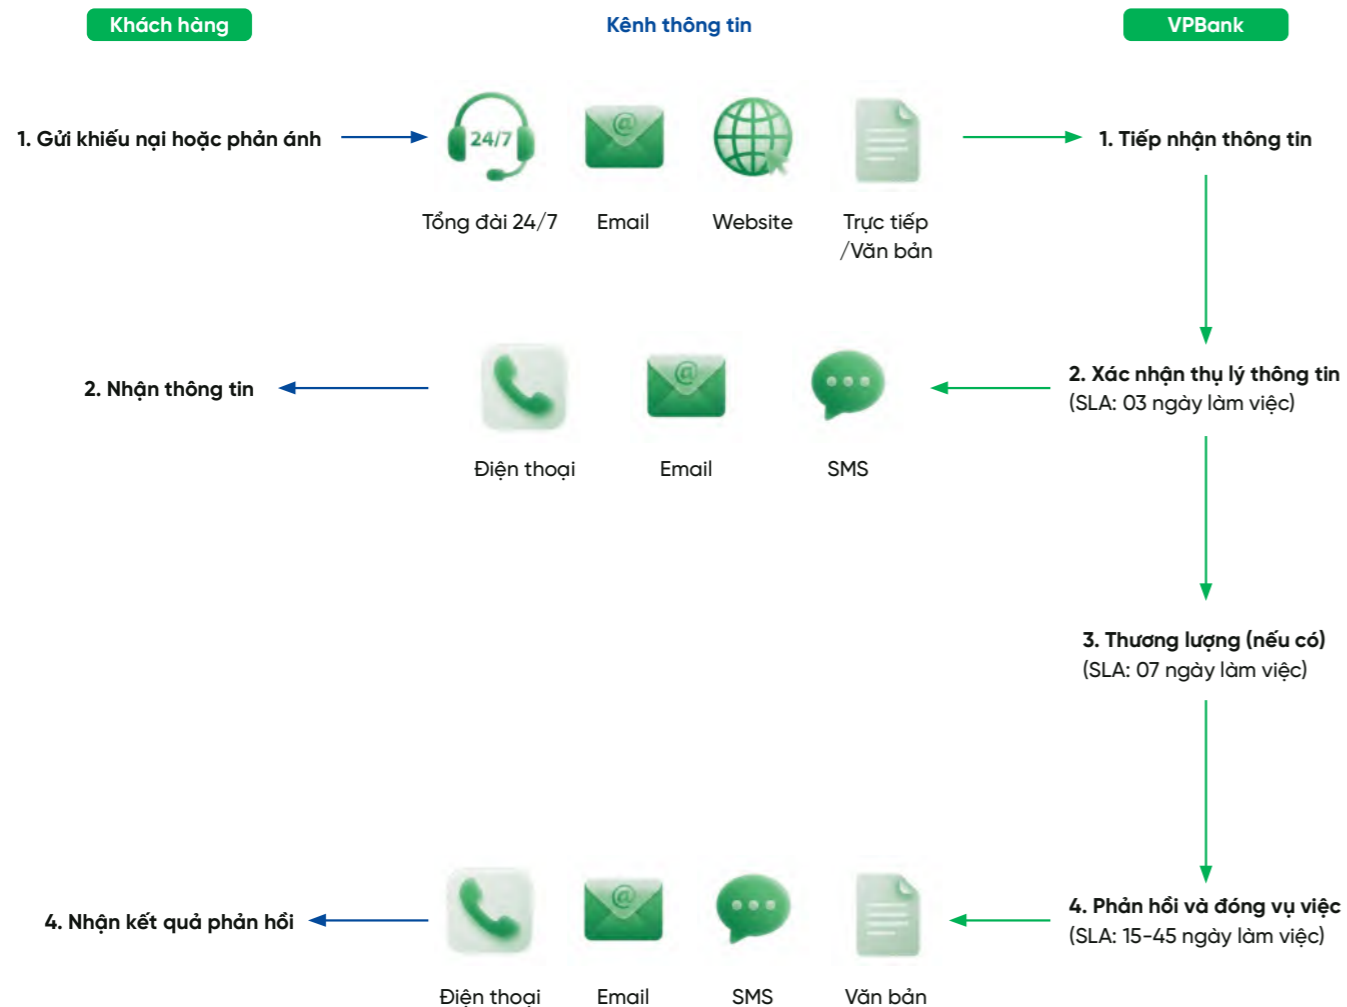 Khách hàng
Kênh thông tin
VPBank
1. Gửi khiếu nại hoặc phản ánh
24/7
@
1. Tiếp nhận thông tin
Tổng đài 24/7
Email
Website
Trực tiếp
/Văn bản
2. Nhận thông tin
@
2. Xác nhận thụ lý thông tin
(SLA: 03 ngày làm việc)
Điện thoại
Email
SMS
3. Thương lượng (nếu có)
(SLA: 07 ngày làm việc)
4. Nhận kết quả phản hồi
@
4. Phản hồi và đóng vụ việc
(SLA: 15-45 ngày làm việc)
Điện thoại
Email
SMS
Văn bản